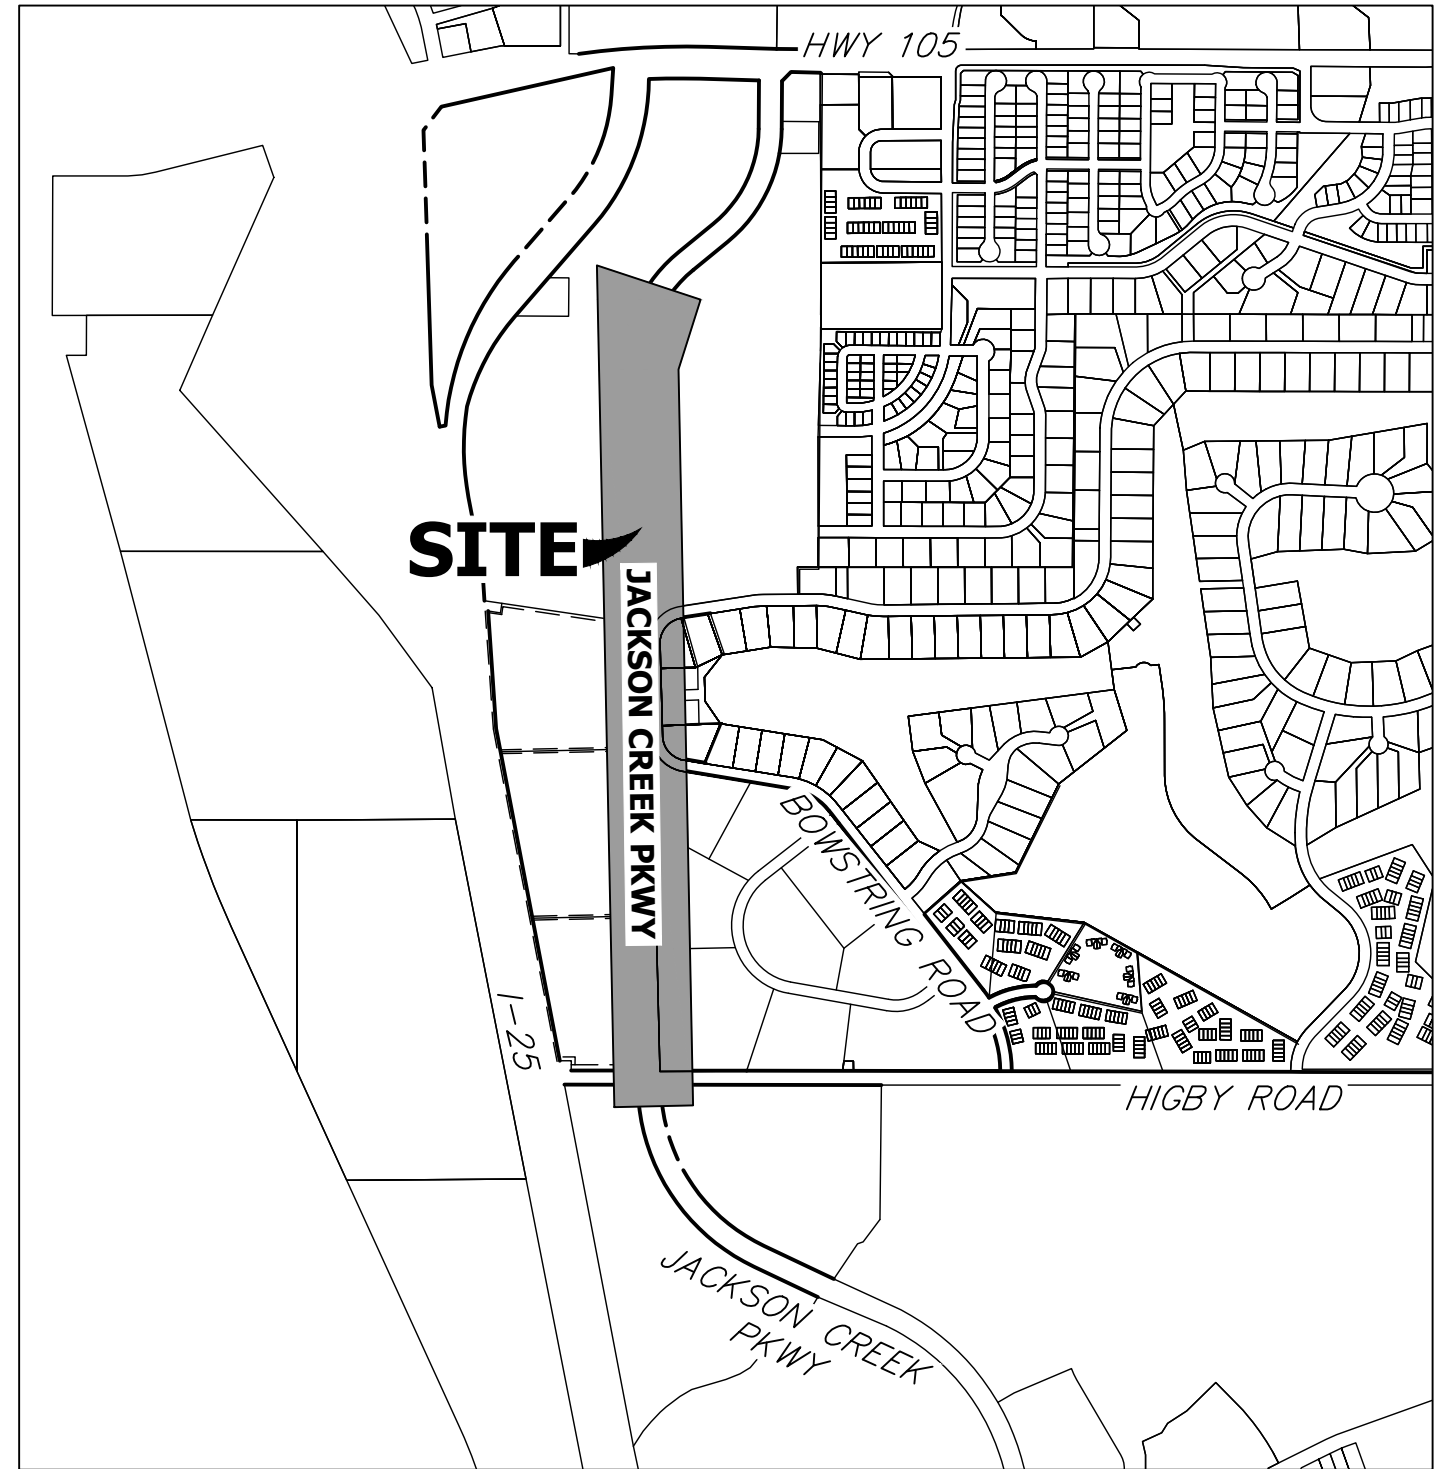 HWY 105
SITE
JACKSON CREEK PKWY
BOWSTRING ROAD
I-25
HIGBY ROAD
JACKSON CREEK
PKWY